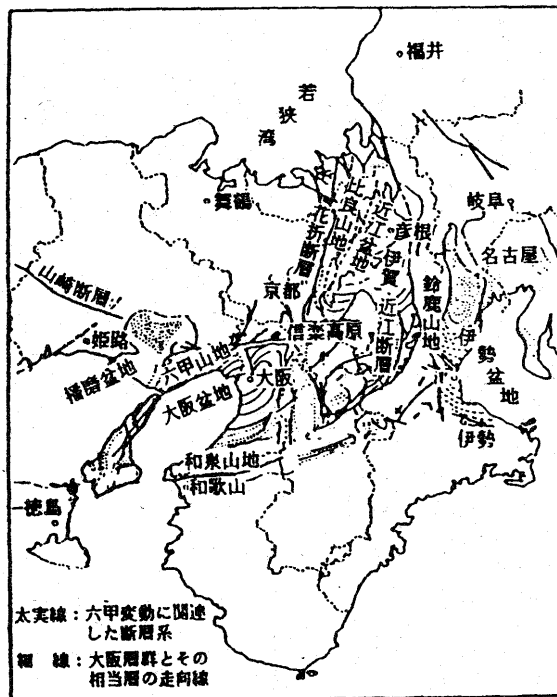 福井
若狭湾
舞鶴
花折断層
比良山地
近江盆地
彦根
岐阜
名古屋
伊賀近江断層
鈴鹿山地
伊勢盆地
伊勢
京都
信楽高原
山崎断層
姫路
播磨盆地
六甲山地
大阪
大阪盆地
和泉山地
和歌山
徳島
太実線：六甲変動に関連
した断層系
細　線：大阪層群とその
相当層の走向線